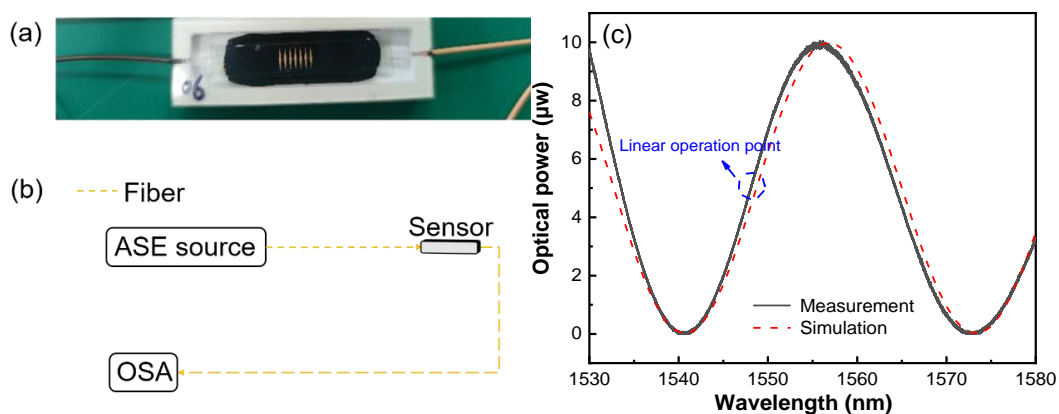 (a)
06
(b)
Fiber
ASE source
Sensor
OSA
(c)
Optical power (μw)
10
8
6
4
2
0
Linear operation point
Measurement
Simulation
1530 1540 1550 1560 1570 1580
Wavelength (nm)